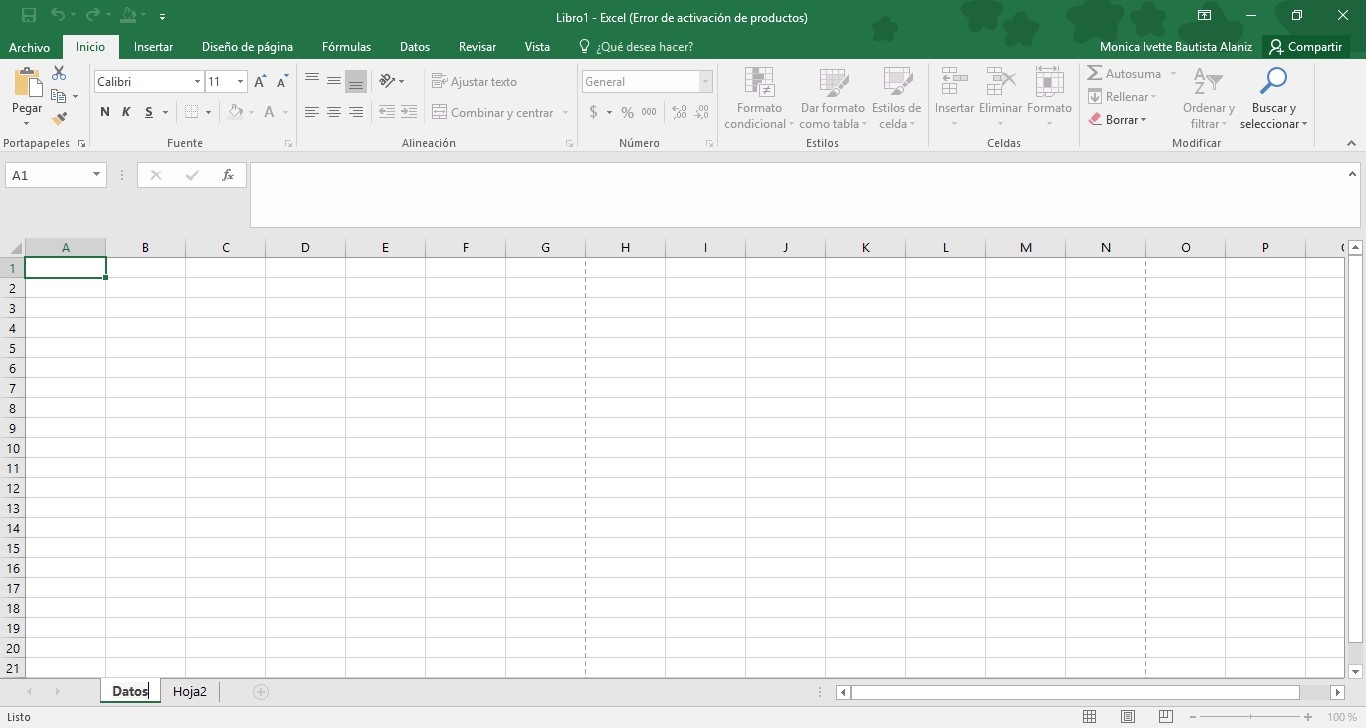 Libro1 - Excel (Error de activación de productos)
Archivo Inicio Insertar Diseño de página Fórmulas Datos Revisar Vista ¿Qué desea hacer? Monica Ivette Bautista Alaniz Compartir
Pegar
Calibri 11
N K S
A A
A
Ajustar texto
Combinar y centrar
General
$ % 000
Formato condicional
Dar formato como tabla
Estilos de celda
Insertar Eliminar Formato
Autosuma
Rellenar
Borrar
Ordenar y filtrar
Buscar y seleccionar
Portapapeles Fuente Alineación Número Estilos Celdas Modificar
A1 fx
A B C D E F G H I J K L M N O P
1
2
3
4
5
6
7
8
9
10
11
12
13
14
15
16
17
18
19
20
21
Datos Hoja2
Listo 100 %